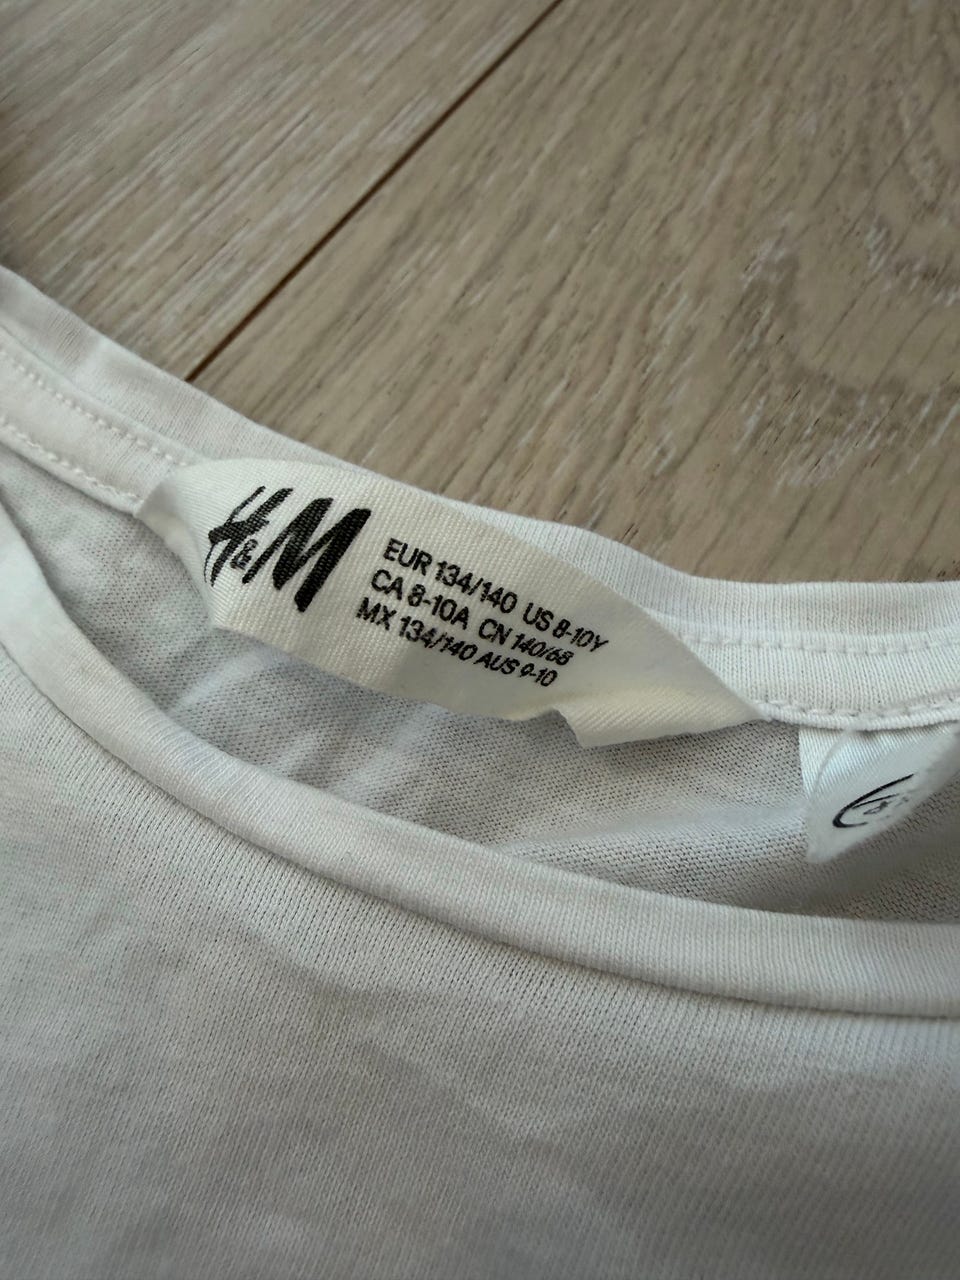 H&M
EUR 134/140 US 8-10Y
CA 8-10A CN 140/68
MX 134/140 AUS 9-10